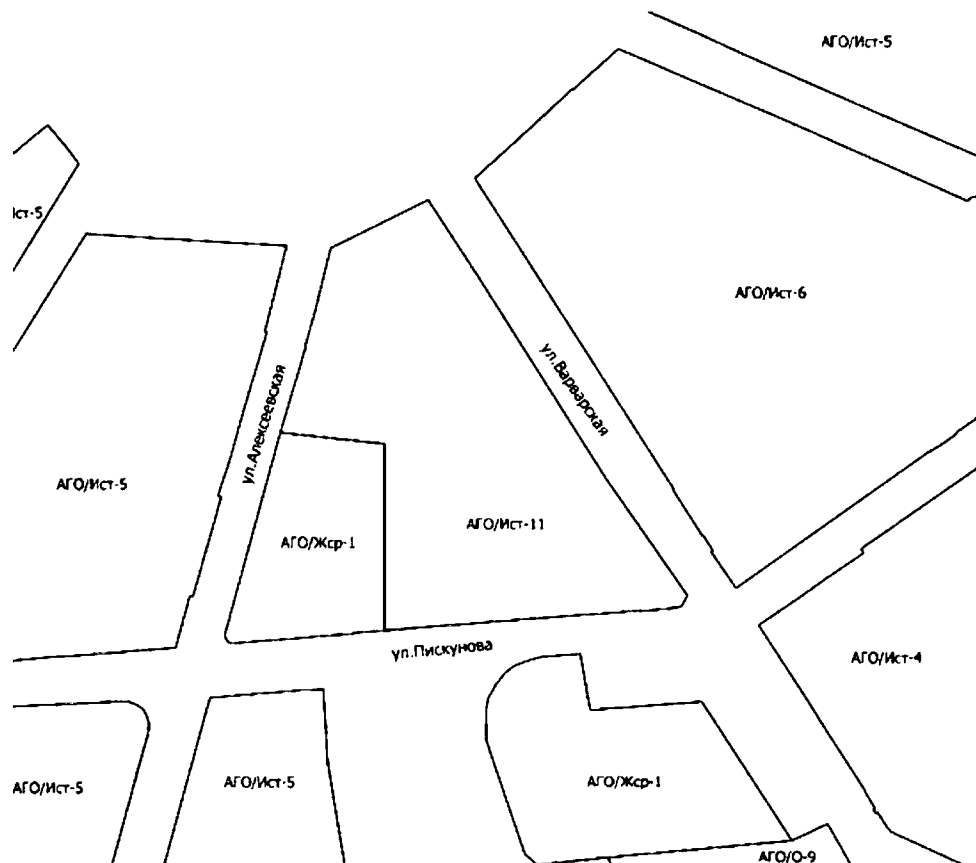 АГО/Ист-5
Ист-5
АГО/Ист-6
ул.Варварская
ул.Алексеевская
АГО/Ист-5
АГО/Ист-11
АГО/Жср-1
ул.Пискунова
АГО/Ист-4
АГО/Ист-5
АГО/Ист-5
АГО/Жср-1
АГО/О-9